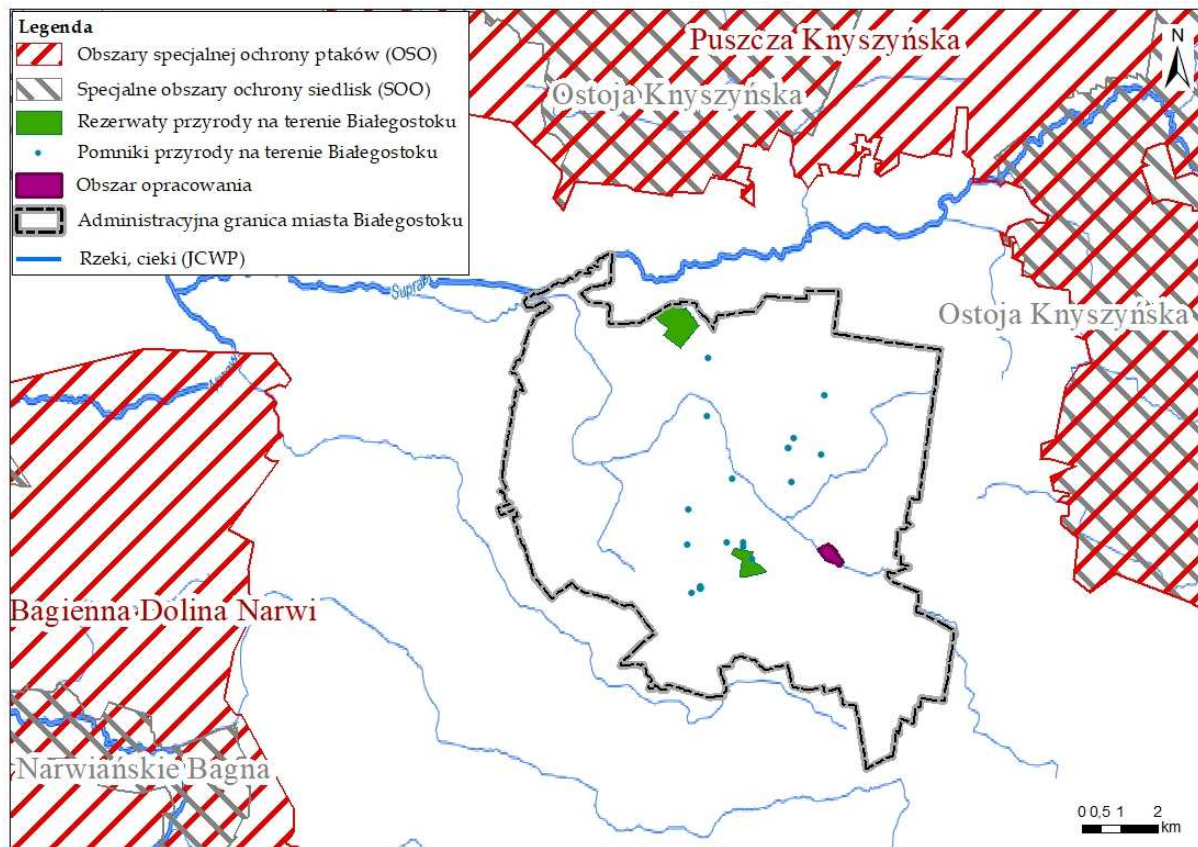 Legenda
Obszary specjalnej ochrony ptaków (OSO)
Specjalne obszary ochrony siedlisk (SOO)
Rezerwaty przyrody na terenie Białegostoku
Pomniki przyrody na terenie Białegostoku
Obszar opracowania
Administracyjna granica miasta Białegostoku
Rzeki, cieki (JCWP)
Puszcza Knyszyńska
N
Ostoja Knyszyńska
Ostoja Knyszyńska
Bagienna Dolina Narwi
Narwiańskie Bagna
0 0,5 1 2
km